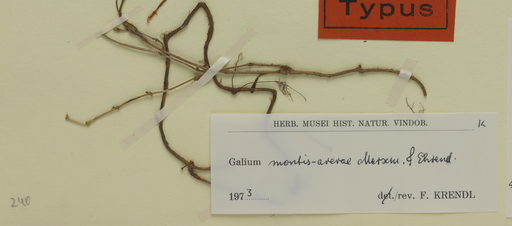 Typus
HERB. MUSEI HIST. NATUR. VINDOB. K
Galium montis-arerae Merxm. & Ehrend.
1973 det./rev. F. KRENDL
240